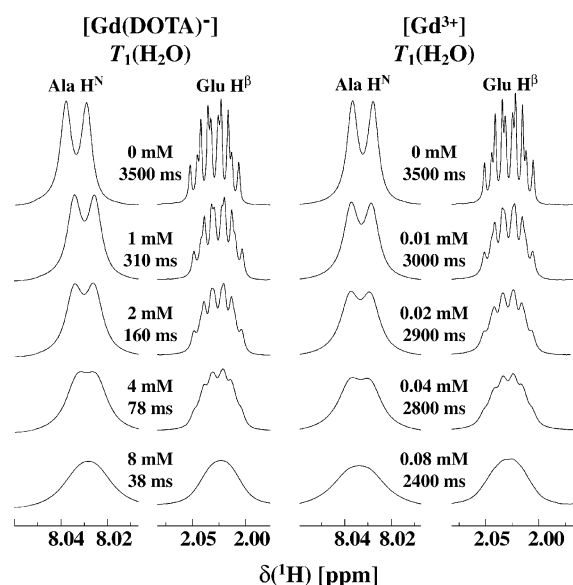 [Gd(DOTA)⁻]
T₁(H₂O)
[Gd³⁺]
T₁(H₂O)
Ala Hᴺ
Glu Hᵝ
Ala Hᴺ
Glu Hᵝ
0 mM
3500 ms
0 mM
3500 ms
1 mM
310 ms
0.01 mM
3000 ms
2 mM
160 ms
0.02 mM
2900 ms
4 mM
78 ms
0.04 mM
2800 ms
8 mM
38 ms
0.08 mM
2400 ms
8.04 8.02 2.05 2.00 8.04 8.02 2.05 2.00
δ(¹H) [ppm]